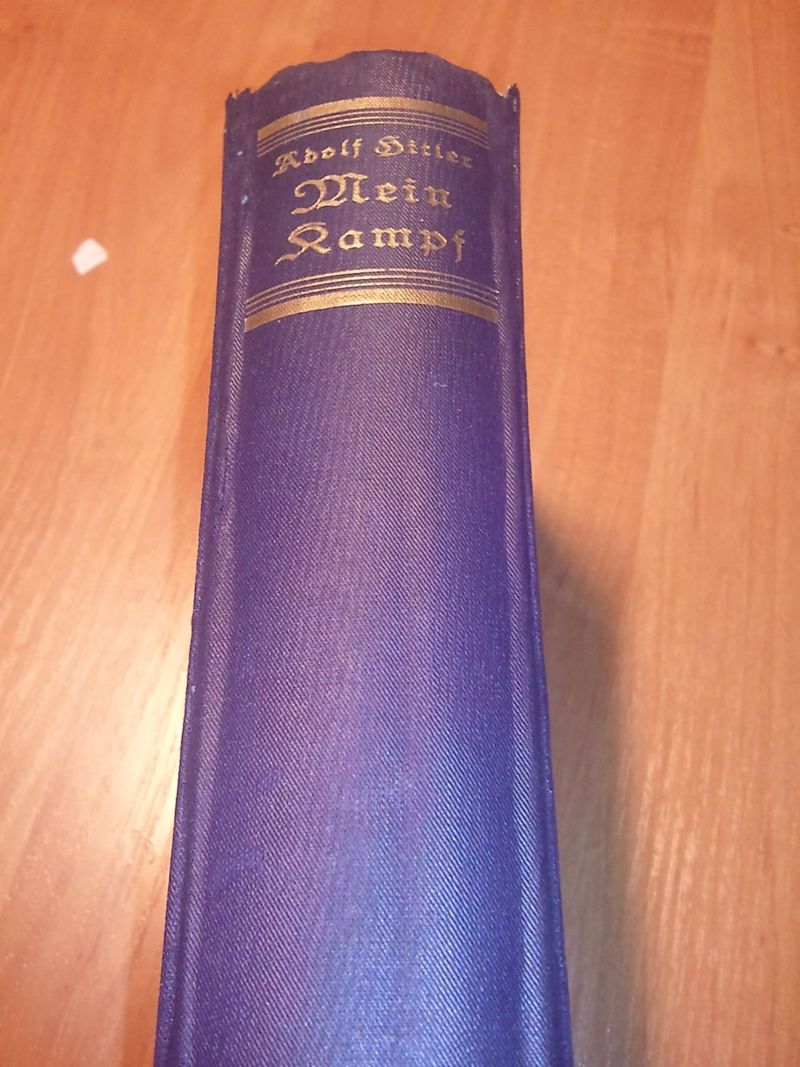 Adolf Hitler
Mein
Kampf